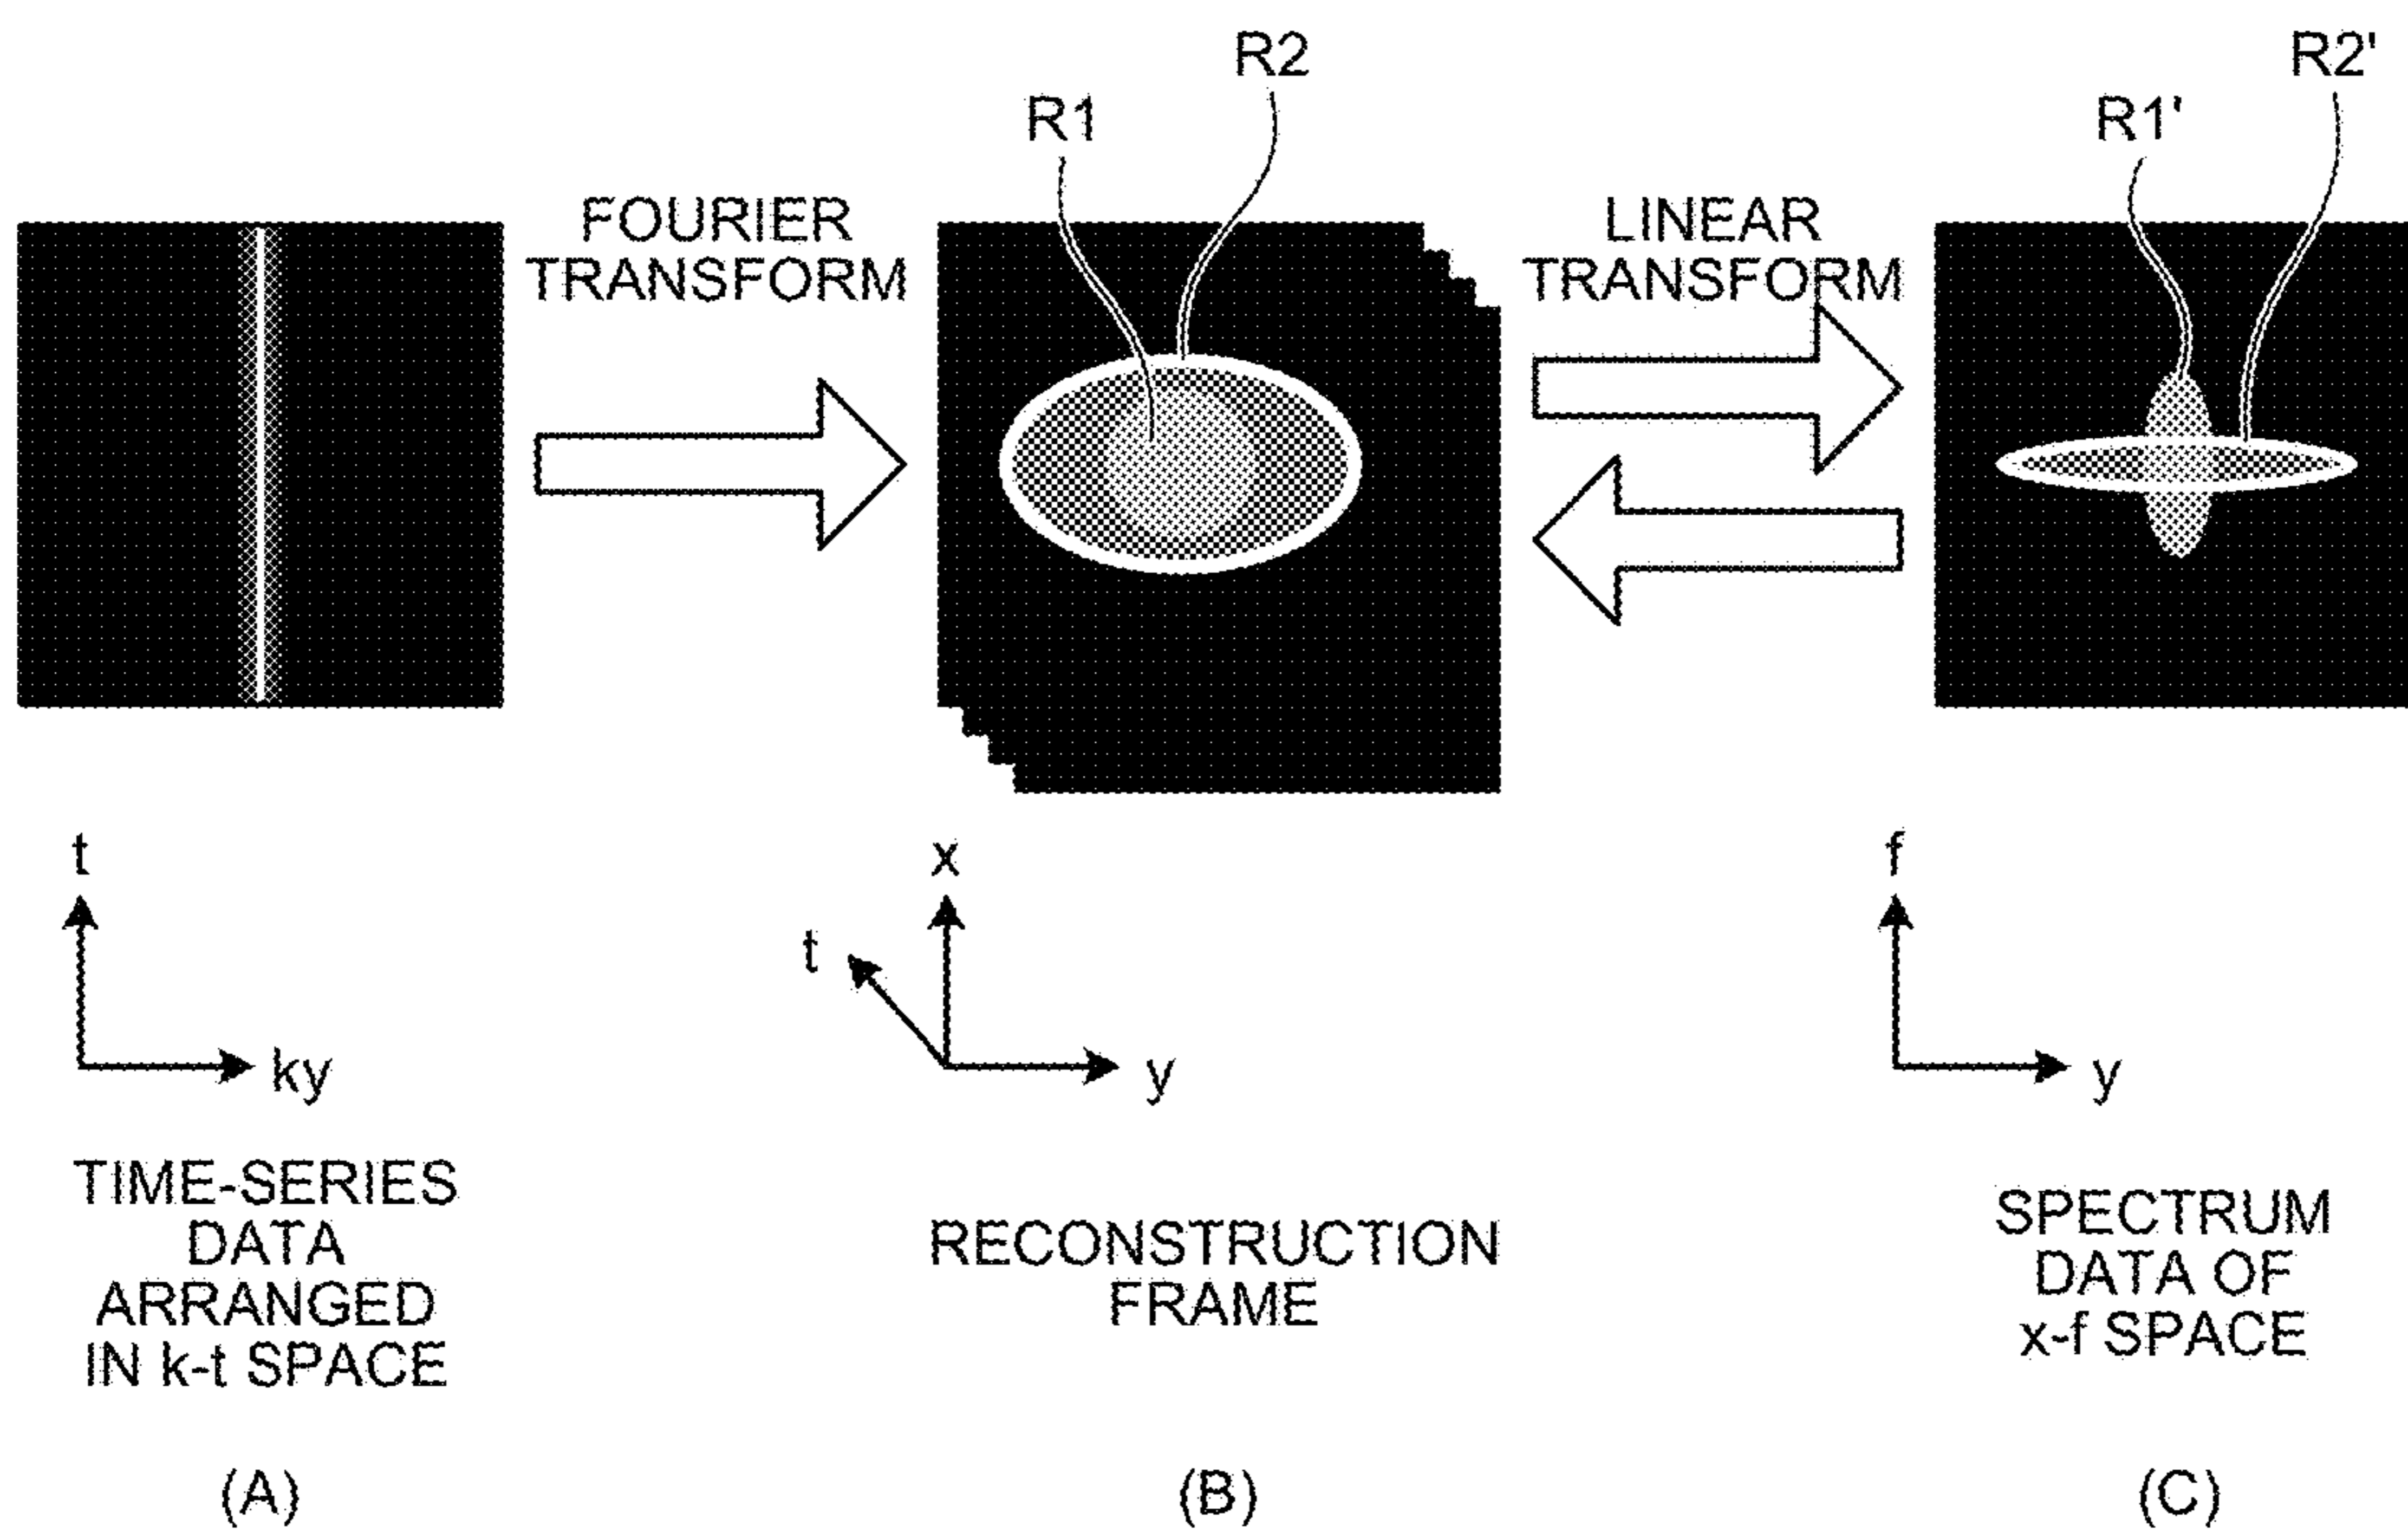 R2
R2'
R1
R1'
FOURIER
TRANSFORM
LINEAR
TRANSFORM
t
ky
x
t
y
f
y
TIME-SERIES
DATA
ARRANGED
IN k-t SPACE
RECONSTRUCTION
FRAME
SPECTRUM
DATA OF
x-f SPACE
(A)
(B)
(C)